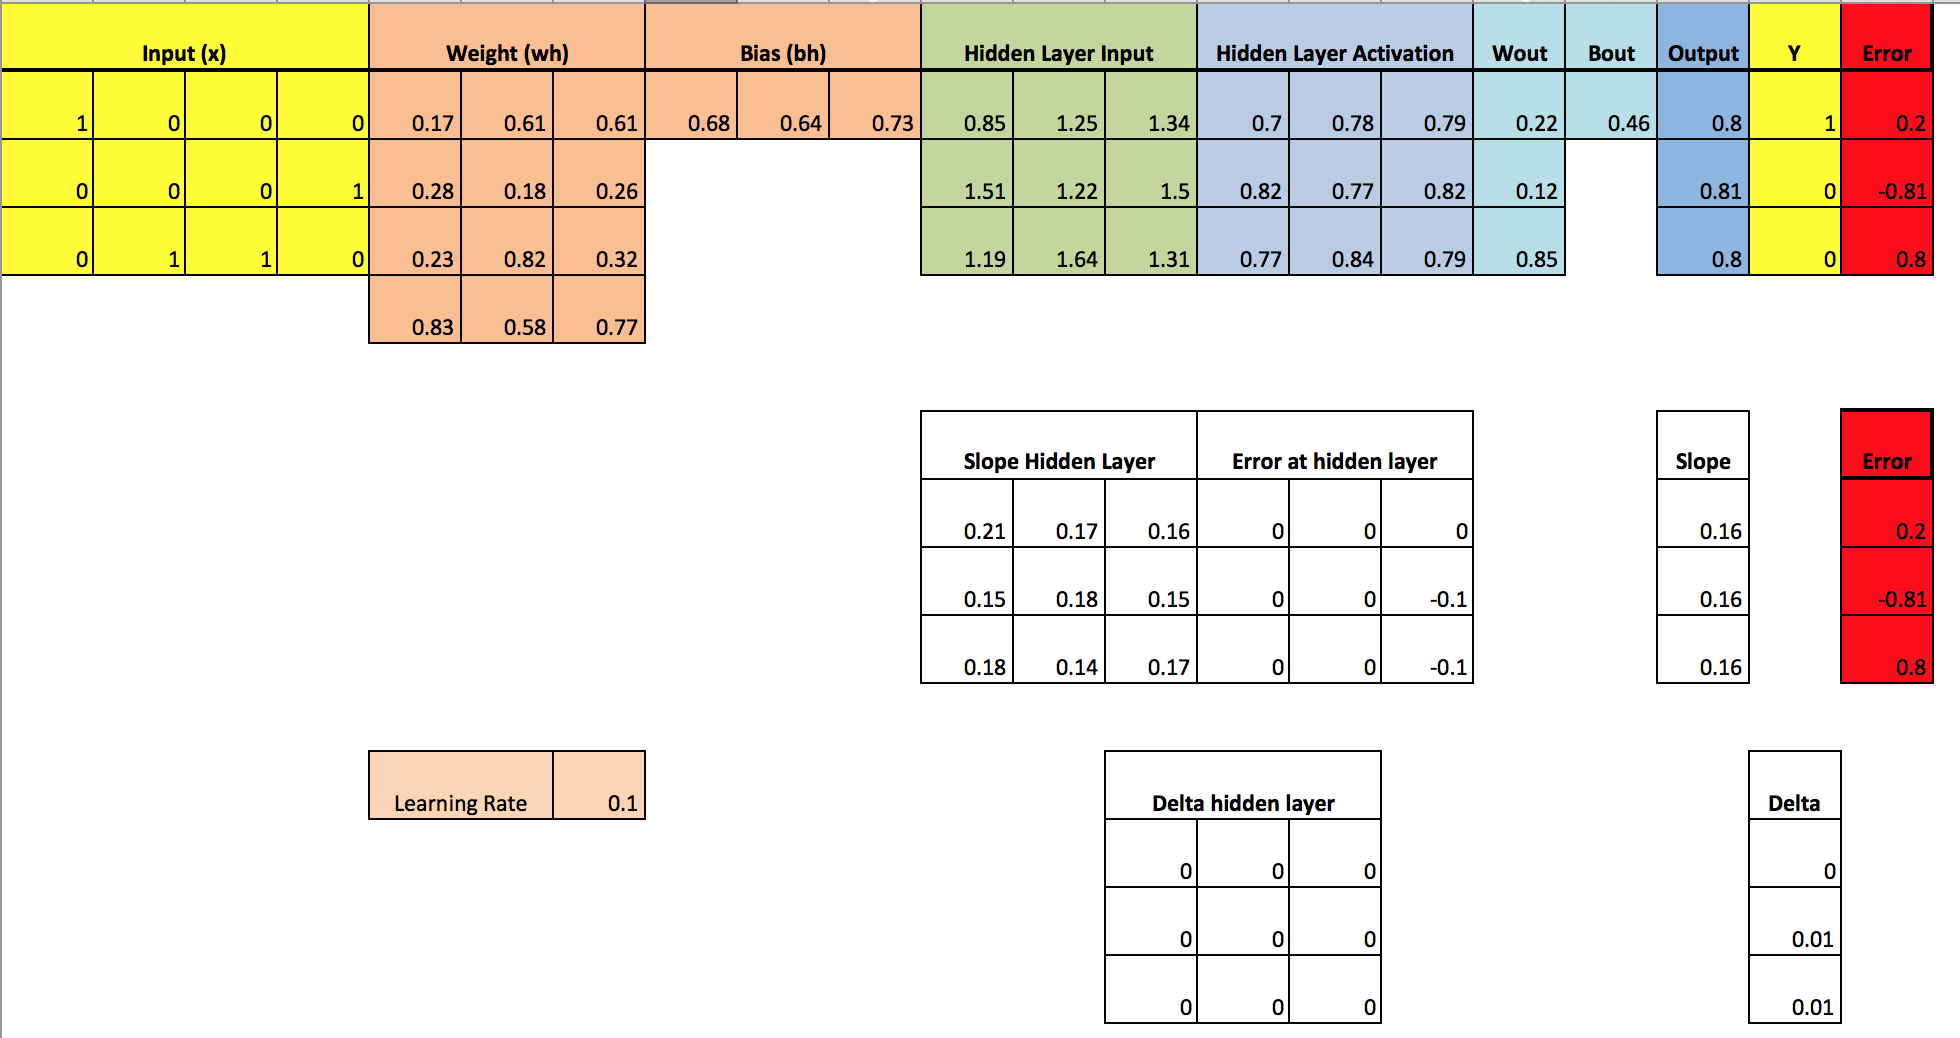 Input (x) Weight (wh) Bias (bh) Hidden Layer Input Hidden Layer Activation Wout Bout Output Y Error
1 0 0 0 0.17 0.61 0.61 0.68 0.64 0.73 0.85 1.25 1.34 0.7 0.78 0.79 0.22 0.46 0.8 1 0.2
0 0 0 1 0.28 0.18 0.26 1.51 1.22 1.5 0.82 0.77 0.82 0.12 0.81 0 -0.81
0 1 1 0 0.23 0.82 0.32 1.19 1.64 1.31 0.77 0.84 0.79 0.85 0.8 0 0.8
0.83 0.58 0.77
Slope Hidden Layer Error at hidden layer Slope Error
0.21 0.17 0.16 0 0 0 0.16 0.2
0.15 0.18 0.15 0 0 -0.1 0.16 -0.81
0.18 0.14 0.17 0 0 -0.1 0.16 0.8
Learning Rate 0.1 Delta hidden layer Delta
0 0 0 0
0 0 0 0.01
0 0 0 0.01